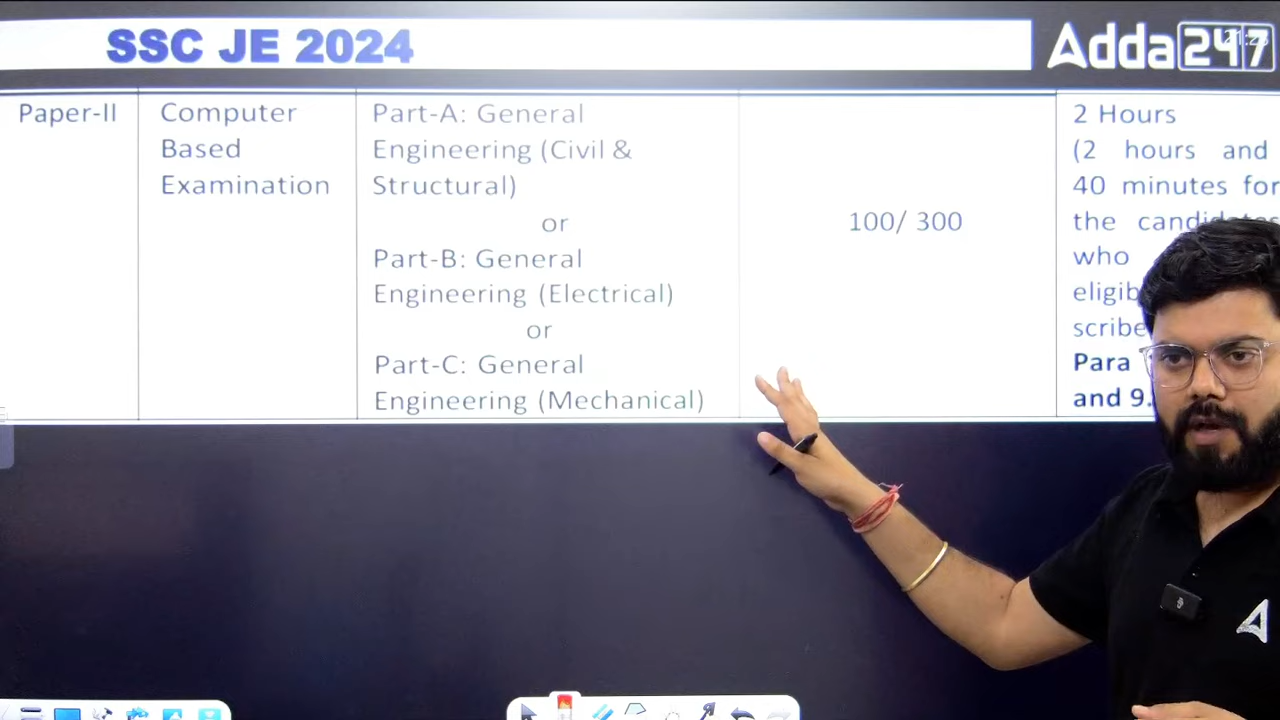 SSC JE 2024
Adda247
Paper-II
Computer
Based
Examination
Part-A: General
Engineering (Civil &
Structural)
or
Part-B: General
Engineering (Electrical)
or
Part-C: General
Engineering (Mechanical)
100/ 300
2 Hours
(2 hours and
40 minutes for
the candidates
who
Para
and 9.